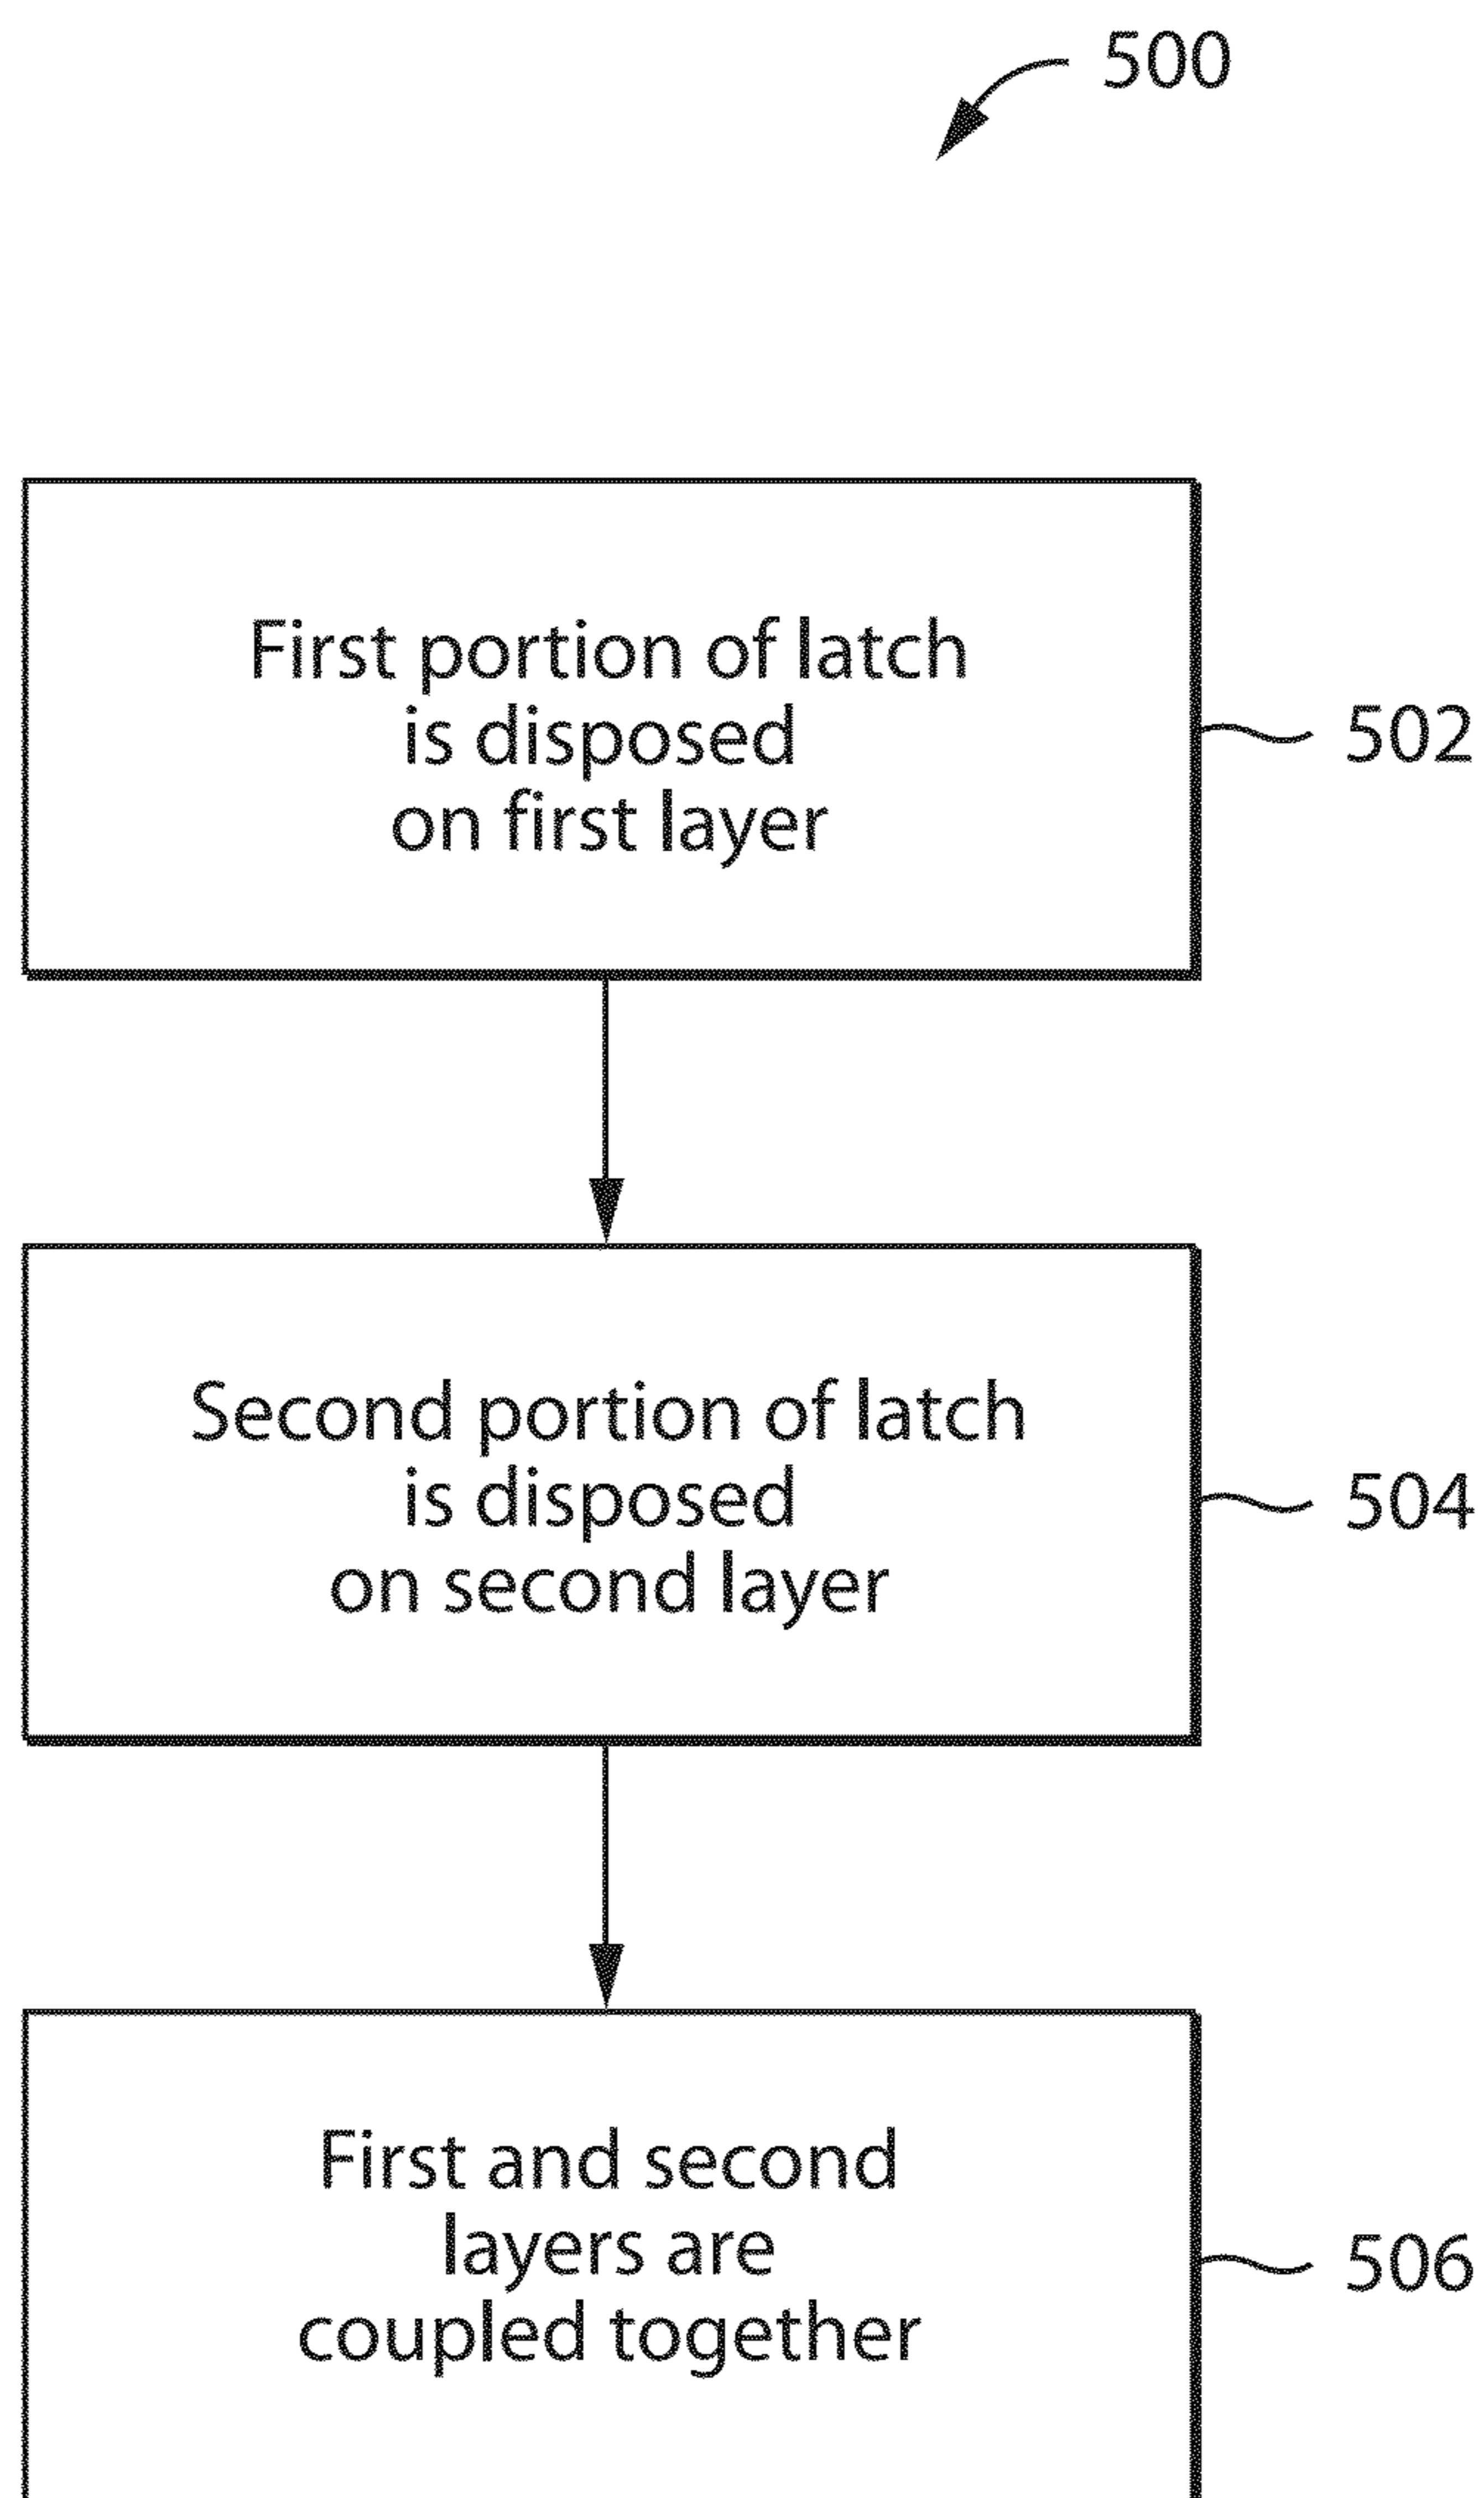 500
First portion of latch
is disposed
on first layer
502
Second portion of latch
is disposed
on second layer
504
First and second
layers are
coupled together
506